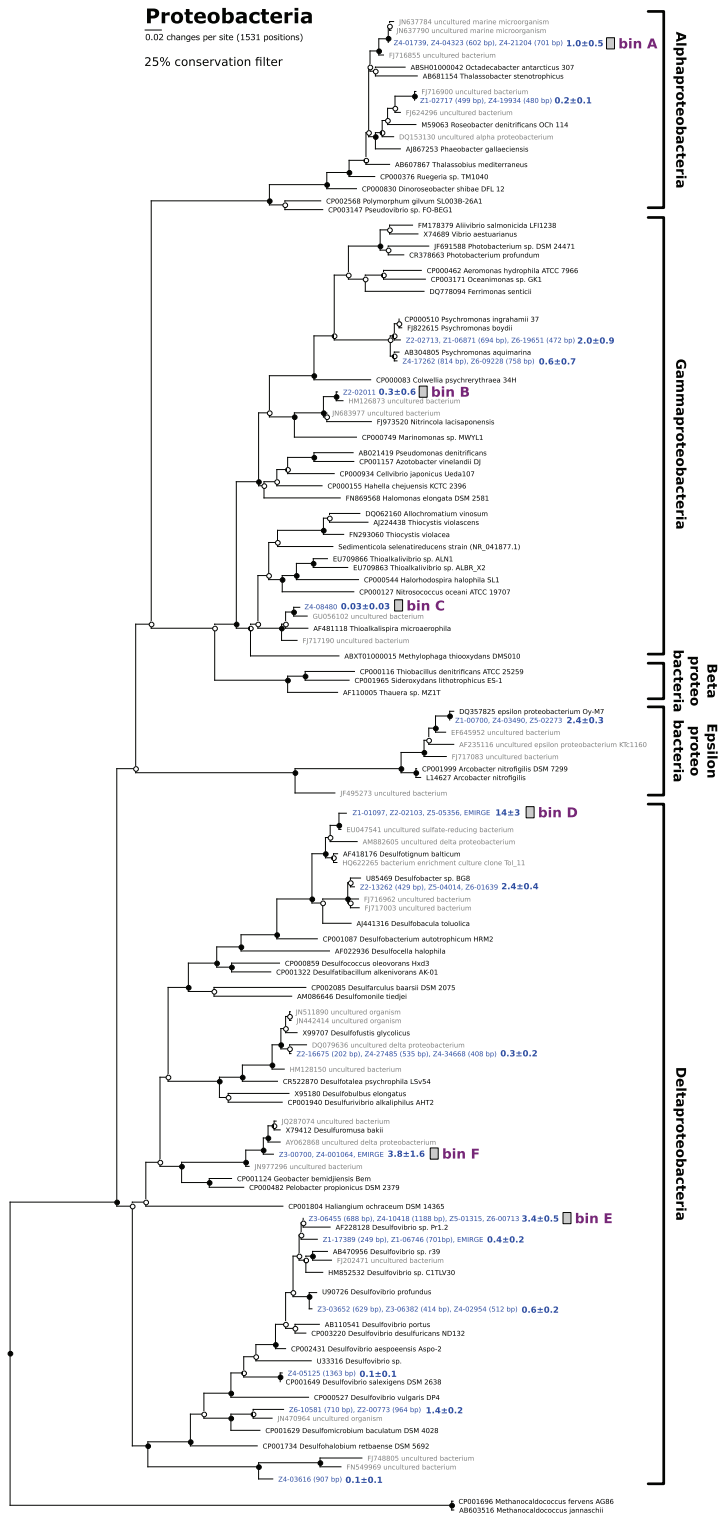 Proteobacteria
0.02 changes per site (1531 positions)
25% conservation filter
JN637784 uncultured marine microorganism
JN637790 uncultured marine microorganism
Z4-01739, Z4-04323 (602 bp), Z4-21204 (701 bp) 1.0±0.5 bin A
FJ716855 uncultured bacterium
ABSH01000042 Octadecabacter antarcticus 307
AB681154 Thalassobacter stenotrophicus
FJ716900 uncultured bacterium
Z1-02717 (499 bp), Z4-19934 (480 bp) 0.2±0.1
FJ624296 uncultured bacterium
M59063 Roseobacter denitrificans OCh 114
DQ153130 uncultured alpha proteobacterium
AJ867253 Phaeobacter gallaeciensis
AB607867 Thalassobius mediterraneus
CP000376 Ruegeria sp. TM1040
CP000830 Dinoroseobacter shibae DFL 12
CP002568 Polymorphum gilvum SL003B-26A1
CP003147 Pseudovibrio sp. FO-BEG1
Alphaproteobacteria
FM178379 Aliivibrio salmonicida LFI1238
X74689 Vibrio aestuarianus
JF691588 Photobacterium sp. DSM 24471
CR378663 Photobacterium profundum
CP000462 Aeromonas hydrophila ATCC 7966
CP003171 Oceanimonas sp. GK1
DQ778094 Ferrimonas senticii
CP000510 Psychromonas ingrahamii 37
FJ822615 Psychromonas boydii
Z2-02713, Z1-06871 (694 bp), Z6-19651 (472 bp) 2.0±0.9
AB304805 Psychromonas aquimarina
Z4-17262 (814 bp), Z6-09228 (758 bp) 0.6±0.7
CP000083 Colwellia psychrerythraea 34H
Z2-02011 0.3±0.6 bin B
HM126873 uncultured bacterium
JN683977 uncultured bacterium
FJ973520 Nitrincola lacisaponensis
CP000749 Marinomonas sp. MWYL1
AB021419 Pseudomonas denitrificans
CP001157 Azotobacter vinelandii DJ
CP000934 Cellvibrio japonicus Ueda107
CP000155 Hahella chejuensis KCTC 2396
FN869568 Halomonas elongata DSM 2581
DQ062160 Allochromatium vinosum
AJ224438 Thiocystis violascens
FN293060 Thiocystis violacea
Sedimenticola selenatireducens strain (NR_041877.1)
EU709866 Thioalkalivibrio sp. ALN1
EU709863 Thioalkalivibrio sp. ALBR_X2
CP000544 Halorhodospira halophila SL1
CP000127 Nitrosococcus oceani ATCC 19707
Z4-08480 0.03±0.03 bin C
GU056102 uncultured bacterium
AF481118 Thioalkalispira microaerophila
FJ717190 uncultured bacterium
ABXT01000015 Methylophaga thiooxydans DMS010
Gammaproteobacteria
CP000116 Thiobacillus denitrificans ATCC 25259
CP001965 Sideroxydans lithotrophicus ES-1
AF110005 Thauera sp. MZ1T
Beta
proteo
bacteria
DQ357825 epsilon proteobacterium Oy-M7
Z1-00700, Z4-03490, Z5-02273 2.4±0.3
EF645952 uncultured bacterium
AF235116 uncultured epsilon proteobacterium KTc1160
FJ717083 uncultured bacterium
CP001999 Arcobacter nitrofigilis DSM 7299
L14627 Arcobacter nitrofigilis
JF495273 uncultured bacterium
Epsilon
proteo
bacteria
Z1-01097, Z2-02103, Z5-05356, EMIRGE 14±3 bin D
EU047541 uncultured sulfate-reducing bacterium
AM882605 uncultured delta proteobacterium
AF418176 Desulfotignum balticum
HQ622265 bacterium enrichment culture clone Tol_11
U85469 Desulfobacter sp. BG8
Z2-13262 (429 bp), Z5-04014, Z6-01639 2.4±0.4
FJ716962 uncultured bacterium
FJ717003 uncultured bacterium
AJ441316 Desulfobacula toluolica
CP001087 Desulfobacterium autotrophicum HRM2
AF022936 Desulfocella halophila
CP000859 Desulfococcus oleovorans Hxd3
CP001322 Desulfatibacillum alkenivorans AK-01
CP002085 Desulfarculus baarsii DSM 2075
AM086646 Desulfomonile tiedjei
JN511890 uncultured organism
JN442414 uncultured organism
X99707 Desulfofustis glycolicus
DQ079636 uncultured delta proteobacterium
Z2-16675 (202 bp), Z4-27485 (535 bp), Z4-34668 (408 bp) 0.3±0.2
HM128150 uncultured bacterium
CR522870 Desulfotalea psychrophila LSv54
X95180 Desulfobulbus elongatus
CP001940 Desulfurivibrio alkaliphilus AHT2
JQ287074 uncultured bacterium
X79412 Desulfuromusa bakii
AY062868 uncultured delta proteobacterium
Z3-00700, Z4-001064, EMIRGE 3.8±1.6 bin F
JN977296 uncultured bacterium
CP001124 Geobacter bemidjiensis Bem
CP000482 Pelobacter propionicus DSM 2379
CP001804 Haliangium ochraceum DSM 14365
Z3-06455 (688 bp), Z4-10418 (1188 bp), Z5-01315, Z6-00713 3.4±0.5 bin E
AF228128 Desulfovibrio sp. Pr1.2
Z1-17389 (249 bp), Z1-06746 (701bp), EMIRGE 0.4±0.2
AB470956 Desulfovibrio sp. r39
FJ202471 uncultured bacterium
HM852532 Desulfovibrio sp. C1TLV30
U90726 Desulfovibrio profundus
Z3-03652 (629 bp), Z3-06382 (414 bp), Z4-02954 (512 bp) 0.6±0.2
AB110541 Desulfovibrio portus
CP003220 Desulfovibrio desulfuricans ND132
CP002431 Desulfovibrio aespoeensis Aspo-2
U33316 Desulfovibrio sp.
Z4-05125 (1363 bp) 0.1±0.1
CP001649 Desulfovibrio salexigens DSM 2638
CP000527 Desulfovibrio vulgaris DP4
Z6-10581 (710 bp), Z2-00773 (964 bp) 1.4±0.2
JN470964 uncultured organism
CP001629 Desulfomicrobium baculatum DSM 4028
CP001734 Desulfohalobium retbaense DSM 5692
FJ748805 uncultured bacterium
FN549969 uncultured bacterium
Z4-03616 (907 bp) 0.1±0.1
Deltaproteobacteria
CP001696 Methanocaldococcus fervens AG86
AB603516 Methanocaldococcus jannaschii